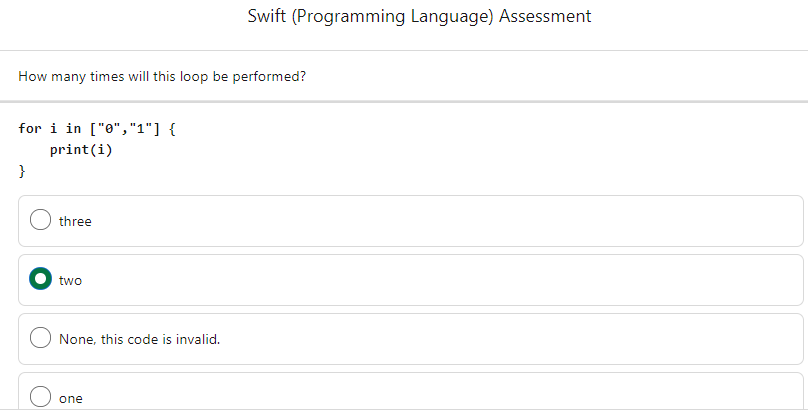 Swift (Programming Language) Assessment
How many times will this loop be performed?
for i in ["0","1"] {
    print(i)
}
three
two
None, this code is invalid.
one